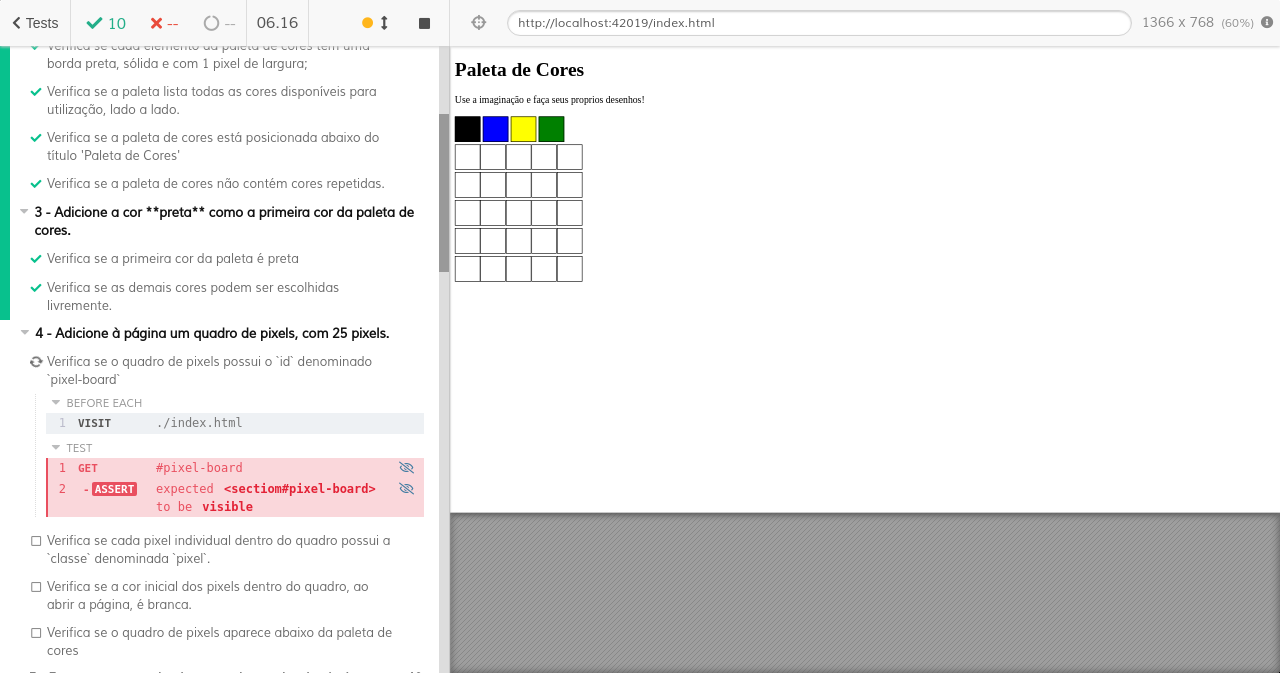 Tests 10 -- -- 06.16 http://localhost:42019/index.html 1366 x 768 (60%)
Verifica se cada elemento da paleta de cores tem uma
borda preta, sólida e com 1 pixel de largura;
Verifica se a paleta lista todas as cores disponíveis para
utilização, lado a lado.
Verifica se a paleta de cores está posicionada abaixo do
título 'Paleta de Cores'
Verifica se a paleta de cores não contém cores repetidas.
3 - Adicione a cor **preta** como a primeira cor da paleta de
cores.
Verifica se a primeira cor da paleta é preta
Verifica se as demais cores podem ser escolhidas
livremente.
4 - Adicione à página um quadro de pixels, com 25 pixels.
Verifica se o quadro de pixels possui o `id` denominado
`pixel-board`
BEFORE EACH
1 VISIT ./index.html
TEST
1 GET #pixel-board
2 -ASSERT expected <sectiom#pixel-board>
to be visible
Verifica se cada pixel individual dentro do quadro possui a
`classe` denominada `pixel`.
Verifica se a cor inicial dos pixels dentro do quadro, ao
abrir a página, é branca.
Verifica se o quadro de pixels aparece abaixo da paleta de
cores
Paleta de Cores
Use a imaginação e faça seus proprios desenhos!